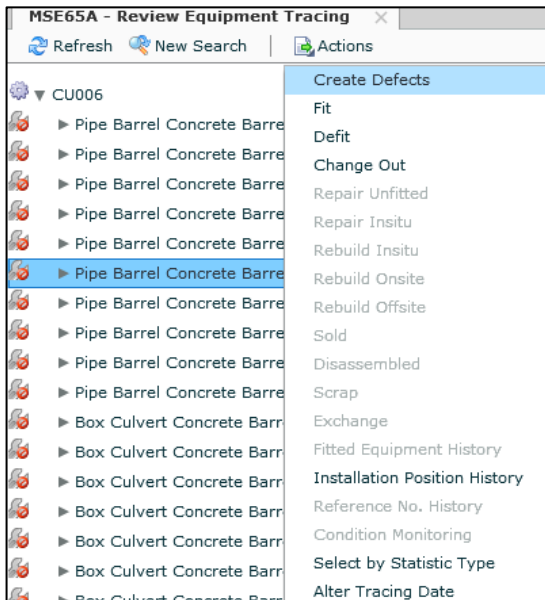 MSE65A - Review Equipment Tracing
Refresh New Search Actions
CU006
Pipe Barrel Concrete Barre
Pipe Barrel Concrete Barre
Pipe Barrel Concrete Barre
Pipe Barrel Concrete Barre
Pipe Barrel Concrete Barre
Pipe Barrel Concrete Barre
Pipe Barrel Concrete Barre
Pipe Barrel Concrete Barre
Pipe Barrel Concrete Barre
Pipe Barrel Concrete Barre
Box Culvert Concrete Barr
Box Culvert Concrete Barr
Box Culvert Concrete Barr
Box Culvert Concrete Barr
Box Culvert Concrete Barr
Box Culvert Concrete Barr
Box Culvert Concrete Barr
Create Defects
Fit
Defit
Change Out
Repair Unfitted
Repair Insitu
Rebuild Insitu
Rebuild Onsite
Rebuild Offsite
Sold
Disassembled
Scrap
Exchange
Fitted Equipment History
Installation Position History
Reference No. History
Condition Monitoring
Select by Statistic Type
Alter Tracing Date